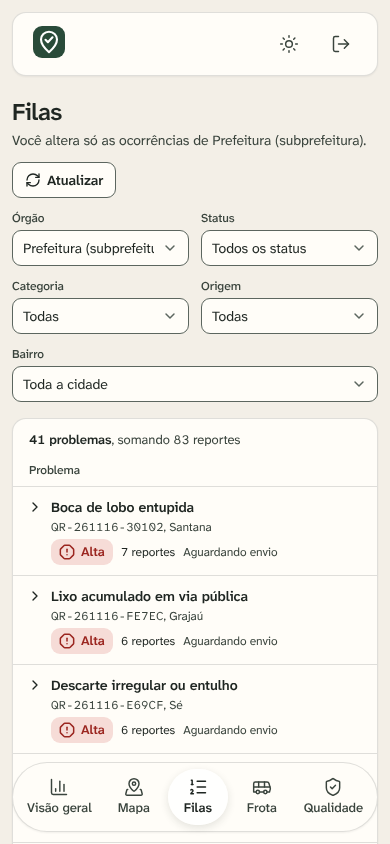 Filas
Você altera só as ocorrências de Prefeitura (subprefeitura).
Atualizar
Órgão
Status
Prefeitura (subprefeitu
Todos os status
Categoria
Origem
Todas
Todas
Bairro
Toda a cidade
41 problemas, somando 83 reportes
Problema
Boca de lobo entupida
QR-261116-30102, Santana
Alta 7 reportes Aguardando envio
Lixo acumulado em via pública
QR-261116-FE7EC, Grajaú
Alta 6 reportes Aguardando envio
Descarte irregular ou entulho
QR-261116-E69CF, Sé
Alta 6 reportes Aguardando envio
Visão geral
Mapa
Filas
Frota
Qualidade